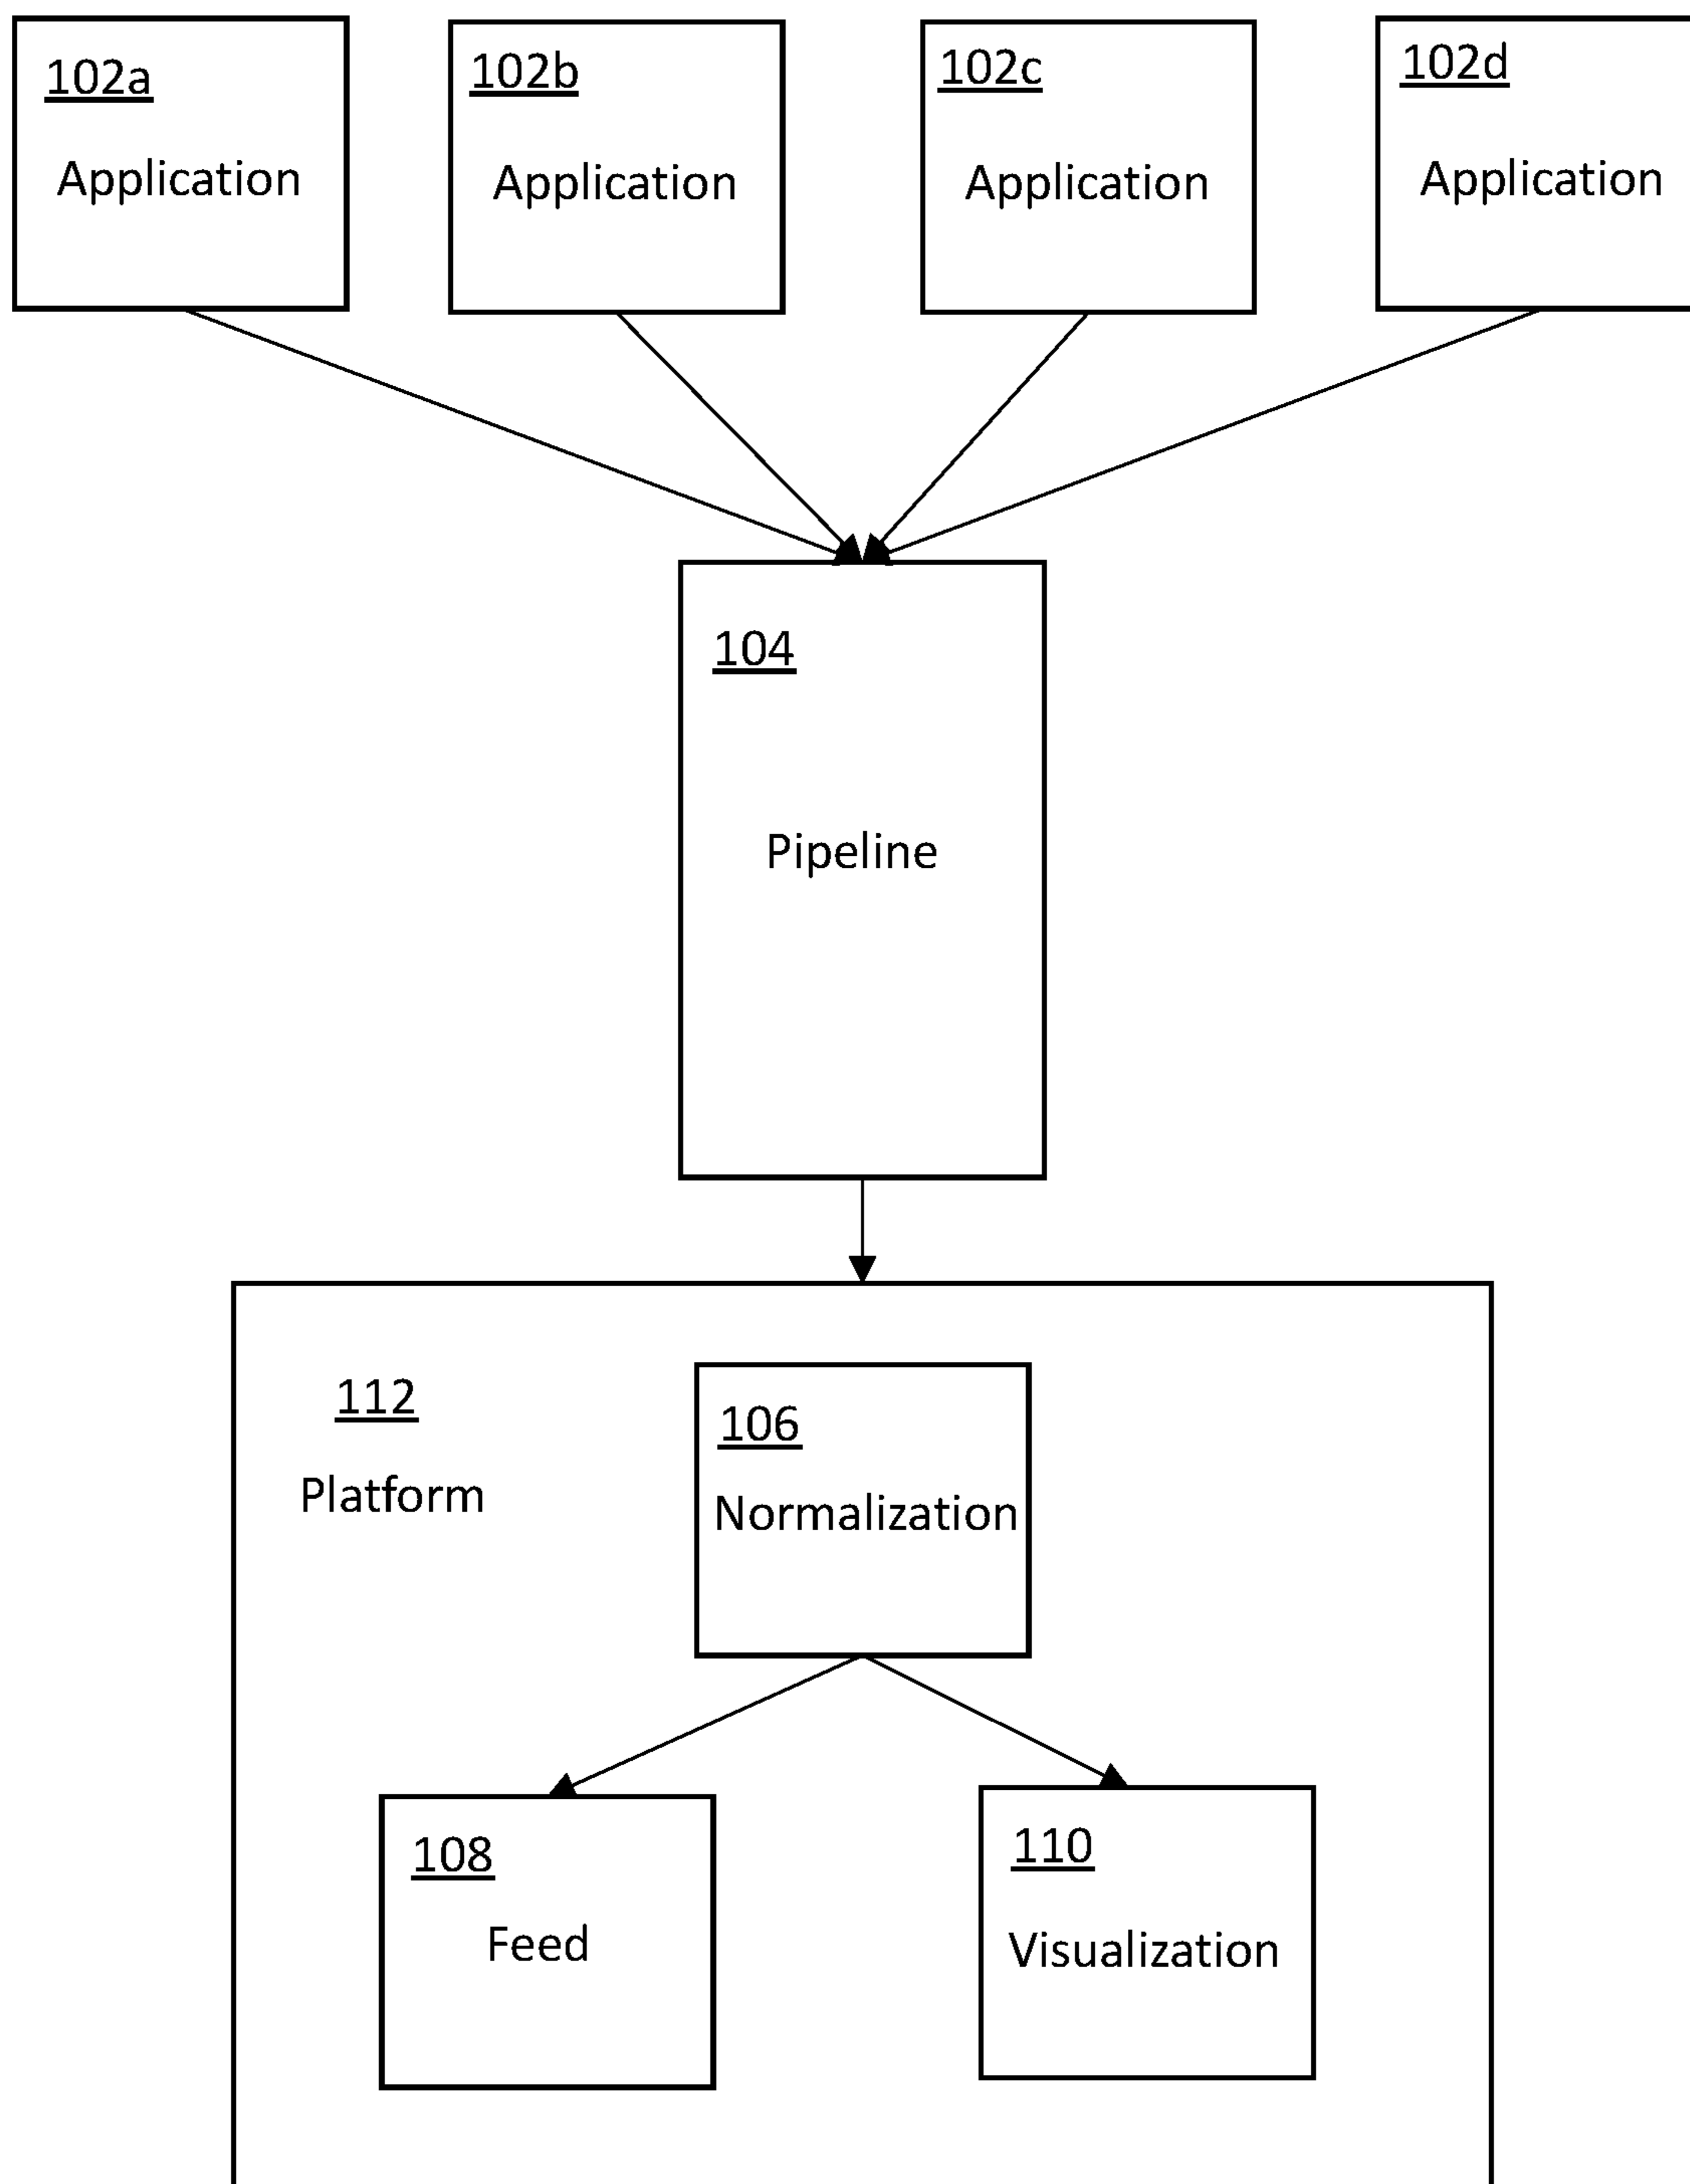 102a
Application
102b
Application
102c
Application
102d
Application
104
Pipeline
112
Platform
106
Normalization
108
Feed
110
Visualization